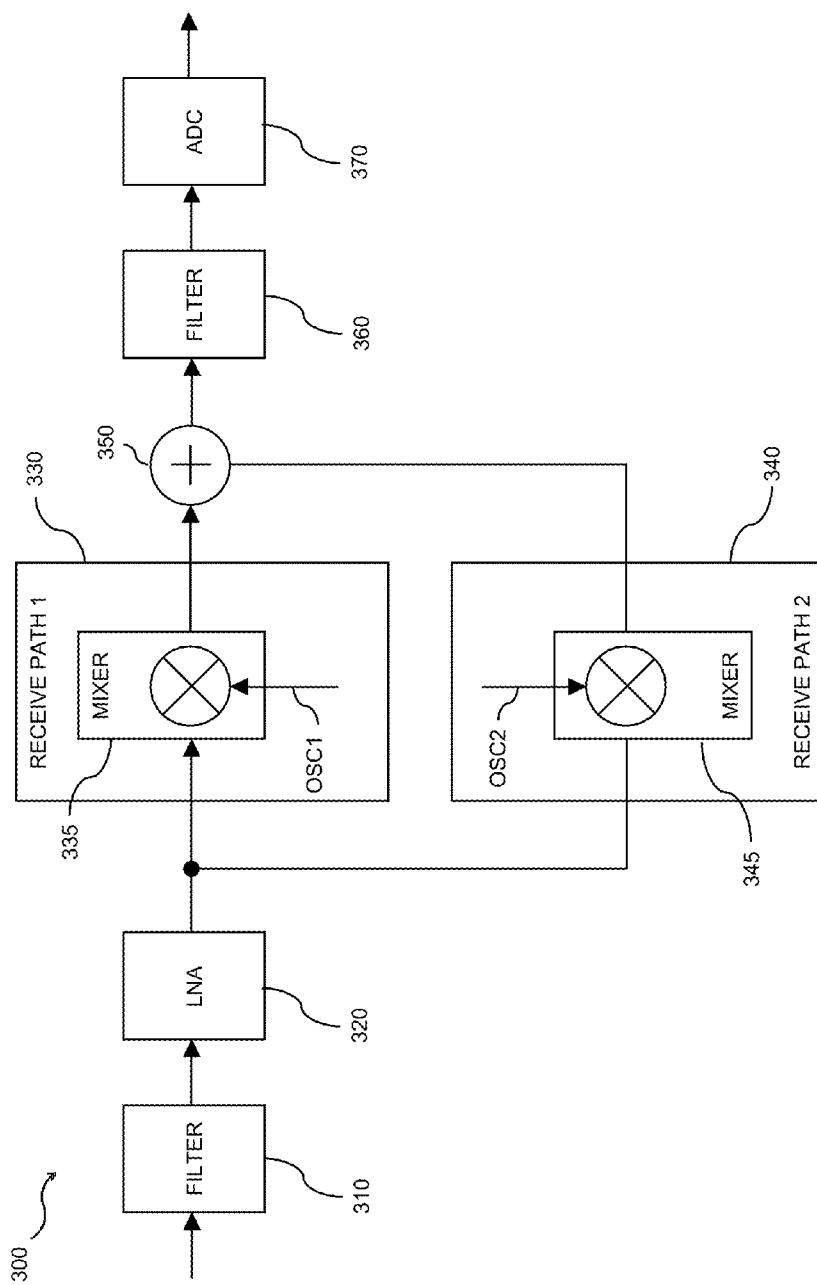 300
FILTER
310
LNA
320
RECEIVE PATH 1
330
MIXER
335
OSC1
350
FILTER
360
ADC
370
RECEIVE PATH 2
340
OSC2
MIXER
345